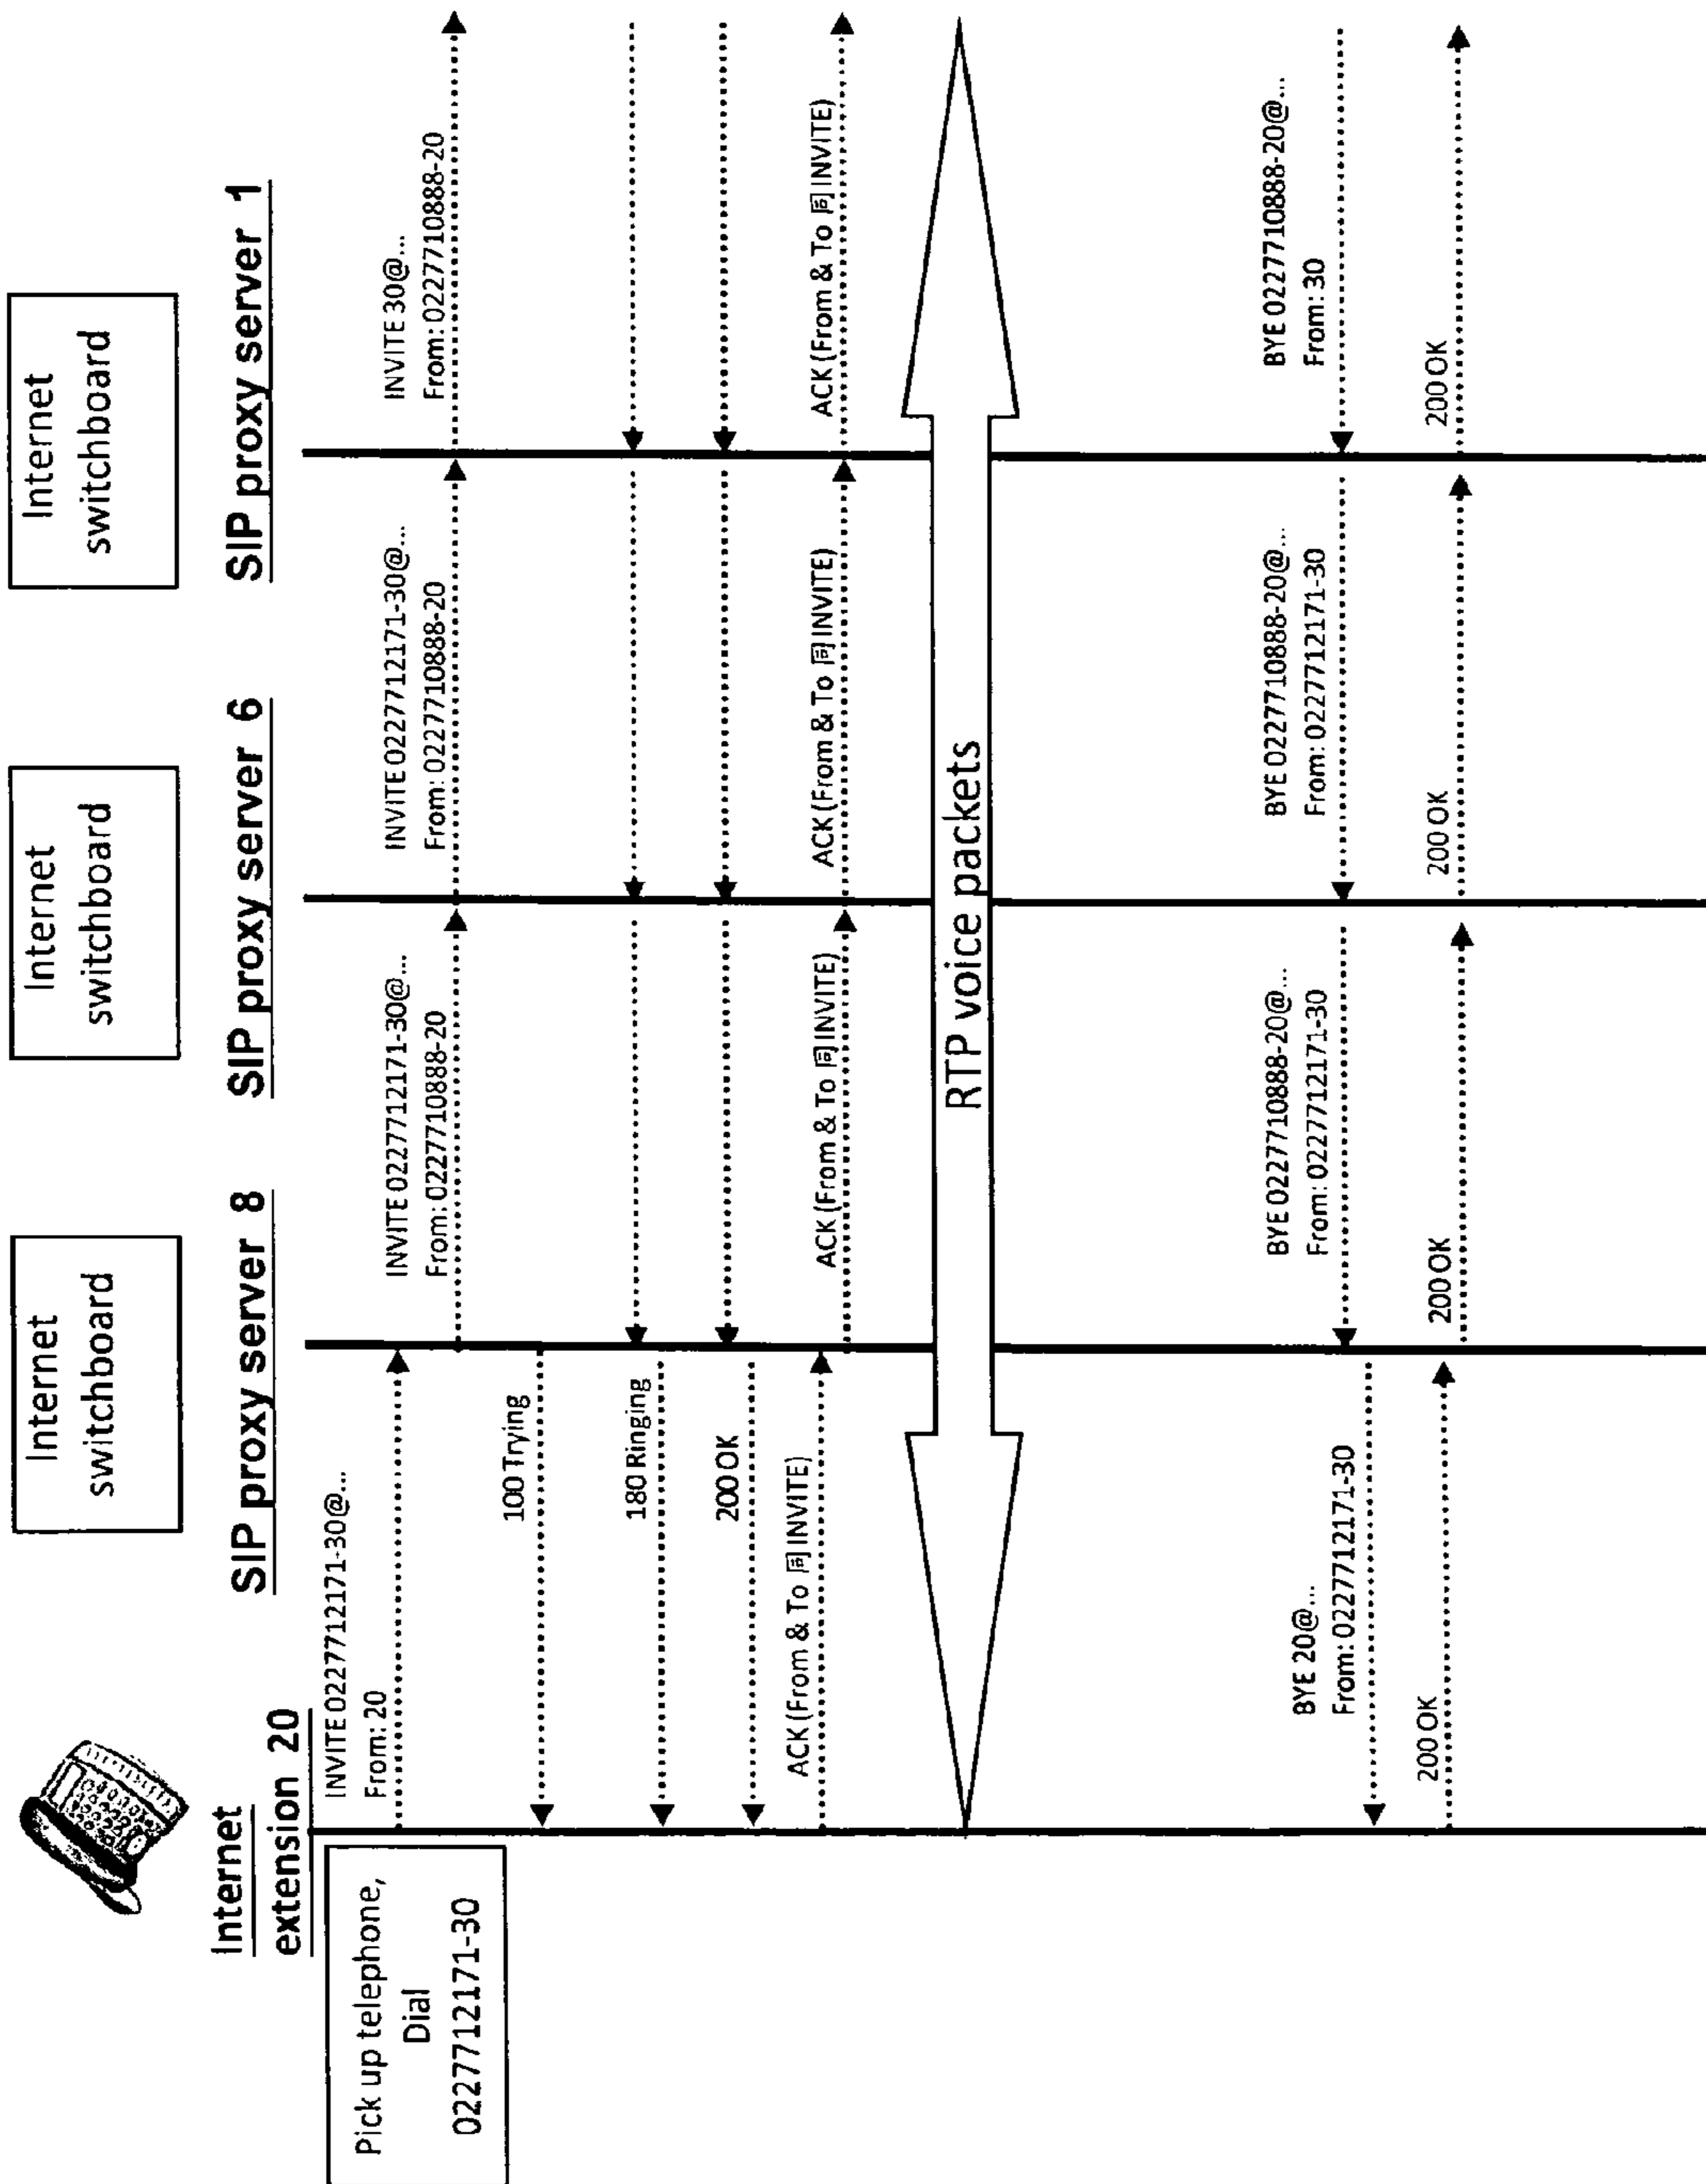 Internet
switchboard
Internet
switchboard
Internet
switchboard
Internet
extension 20
SIP proxy server 8
SIP proxy server 6
SIP proxy server 1
Pick up telephone,
Dial
0227712171-30
INVITE 0227712171-30@...
From: 20
INVITE 0227712171-30@...
From: 0227710888-20
INVITE 0227712171-30@...
From: 0227710888-20
INVITE 30@...
From: 0227710888-20
100 Trying
180 Ringing
200 OK
ACK (From & To 同 INVITE)
ACK (From & To 同 INVITE)
ACK (From & To 同 INVITE)
ACK (From & To 同 INVITE)
RTP voice packets
BYE 20@...
From: 0227712171-30
BYE 0227710888-20@...
From: 0227712171-30
BYE 0227710888-20@...
From: 0227712171-30
BYE 0227710888-20@...
From: 30
200 OK
200 OK
200 OK
200 OK